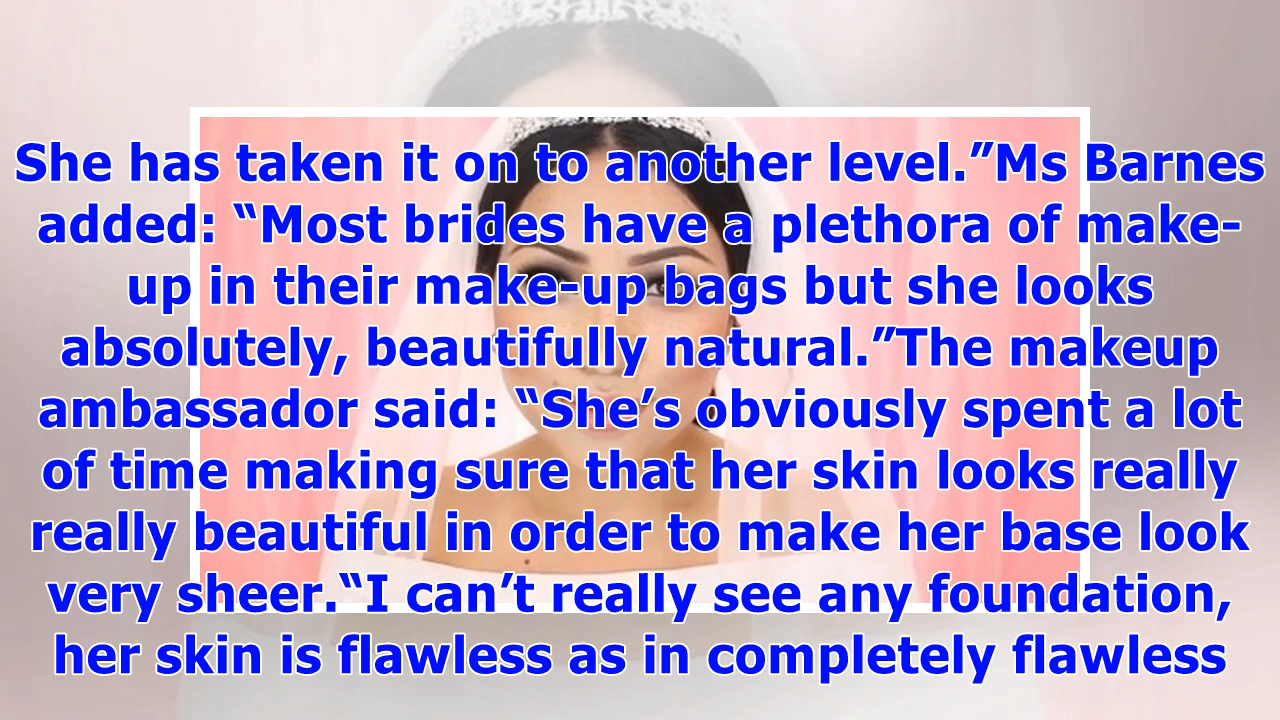 She has taken it on to another level.”Ms Barnes
added: “Most brides have a plethora of make-
up in their make-up bags but she looks
absolutely, beautifully natural.”The makeup
ambassador said: “She’s obviously spent a lot
of time making sure that her skin looks really
really beautiful in order to make her base look
very sheer.“I can’t really see any foundation,
her skin is flawless as in completely flawless